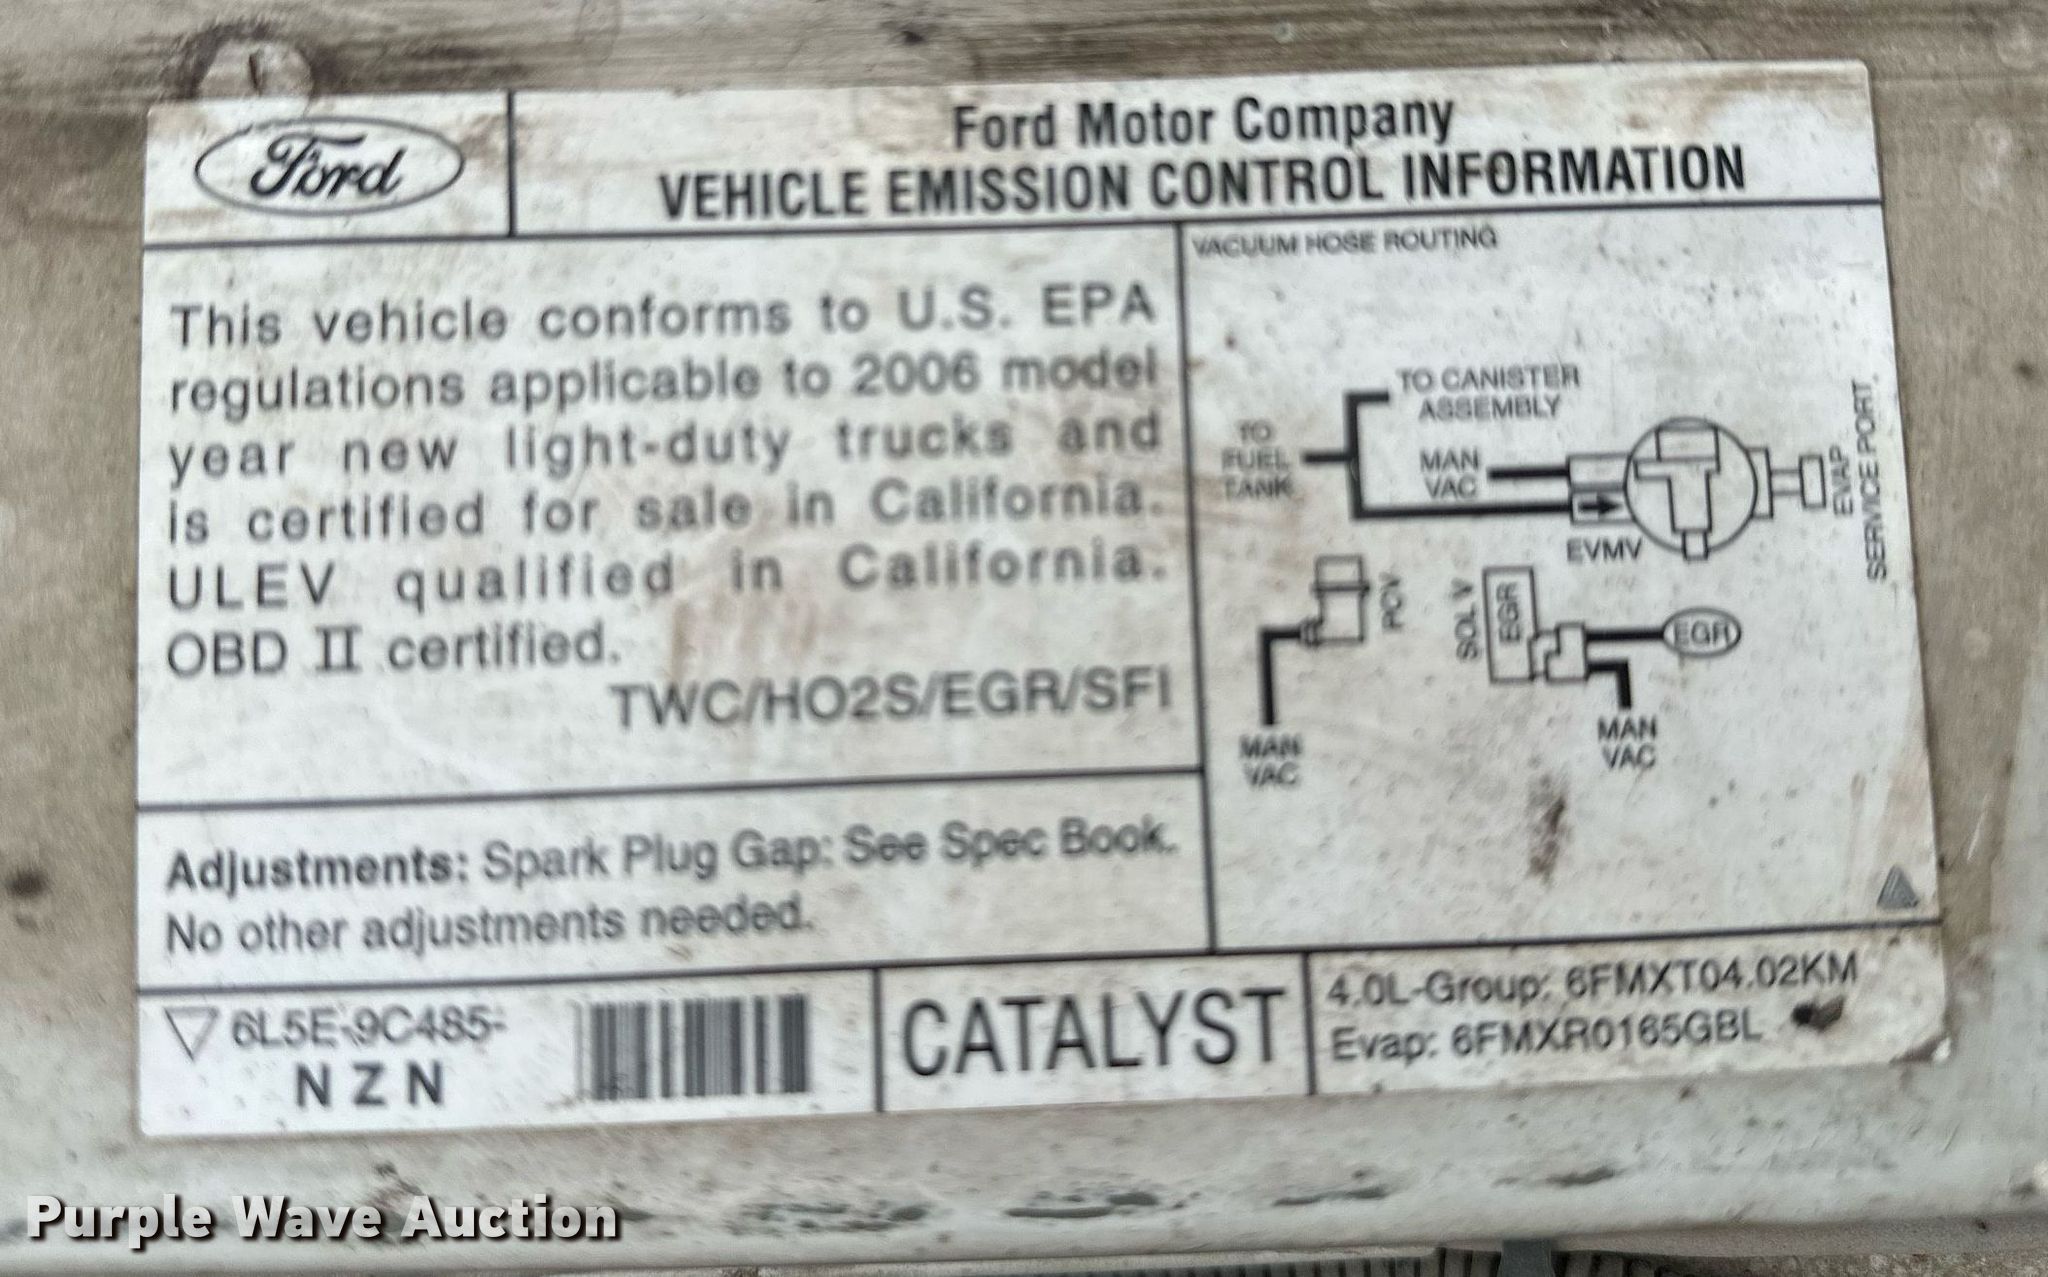 Ford
Ford Motor Company
VEHICLE EMISSION CONTROL INFORMATION
This vehicle conforms to U.S. EPA
regulations applicable to 2006 model
year new light-duty trucks and
is certified for sale in California.
ULEV qualified in California.
OBD II certified.
TWC/HO2S/EGR/SFI
VACUUM HOSE ROUTING
TO CANISTER
ASSEMBLY
TO
FUEL
TANK
MAN
VAC
EVMV
EVAP
SERVICE PORT
PCV
MAN
VAC
SOL V
EGR
EGR
MAN
VAC
Adjustments: Spark Plug Gap: See Spec Book.
No other adjustments needed.
6L5E-9C485-
NZN
CATALYST
4.0L-Group: 6FMXT04.02KM
Evap: 6FMXR0165GBL
Purple Wave Auction